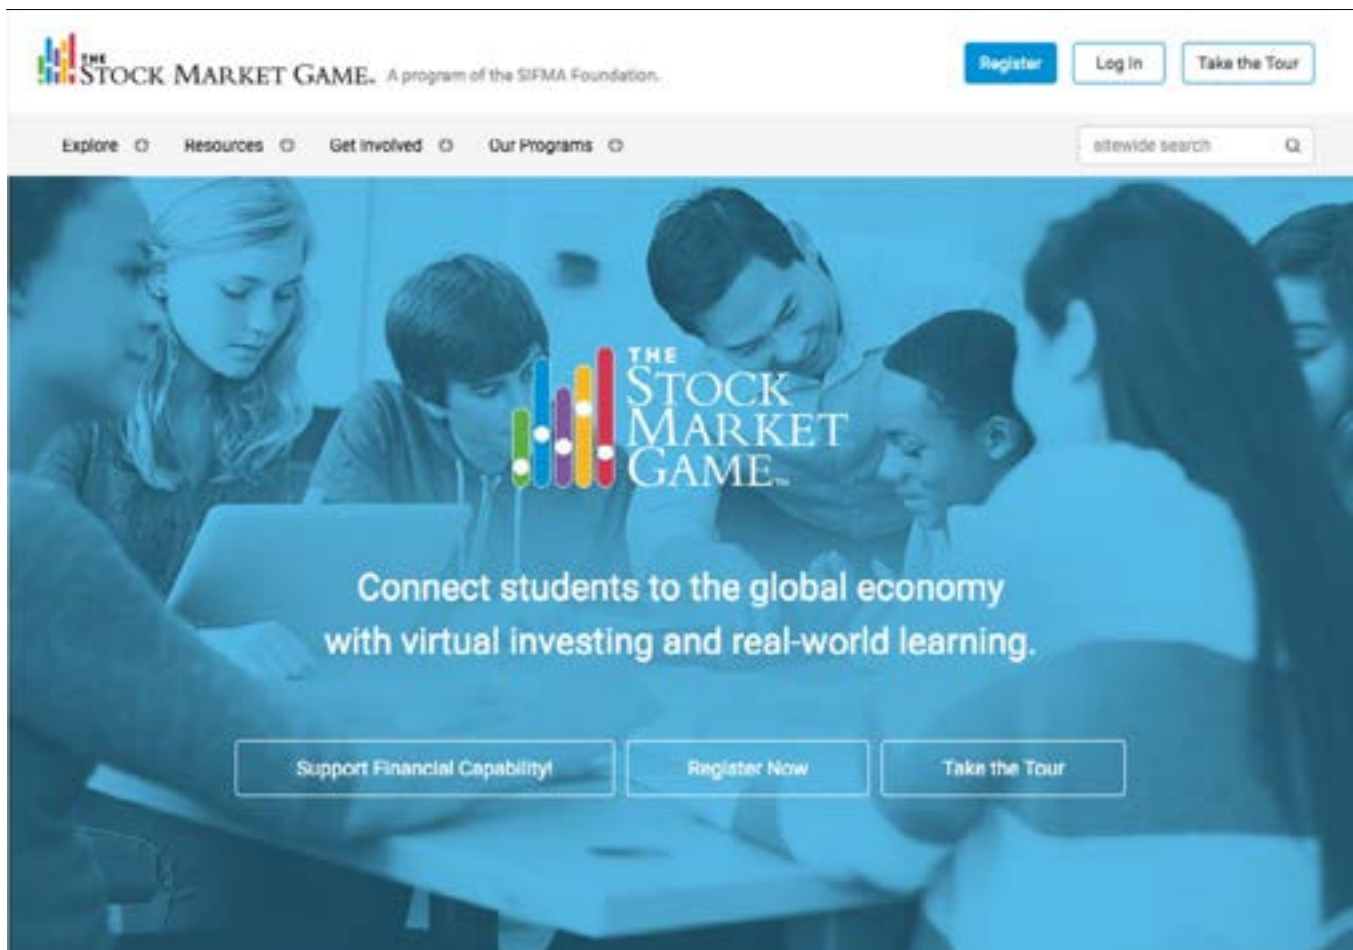 THE
STOCK MARKET GAME™ A program of the SIFMA Foundation.
Register
Log In
Take the Tour
Explore
Resources
Get Involved
Our Programs
sitewide search
THE
STOCK
MARKET
GAME™
Connect students to the global economy
with virtual investing and real-world learning.
Support Financial Capability!
Register Now
Take the Tour